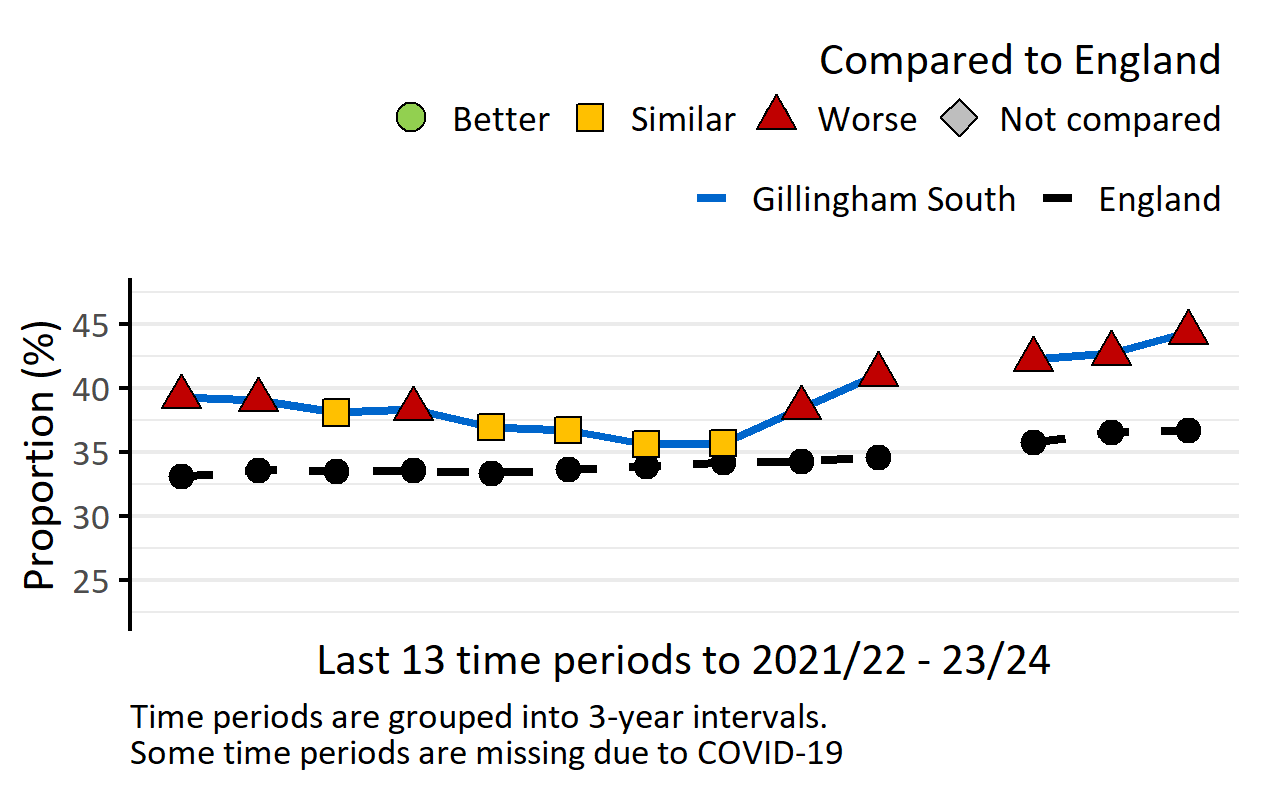 Compared to England
Better Similar Worse Not compared
Gillingham South England
Proportion (%)
45
40
35
30
25
Last 13 time periods to 2021/22 - 23/24
Time periods are grouped into 3-year intervals.
Some time periods are missing due to COVID-19